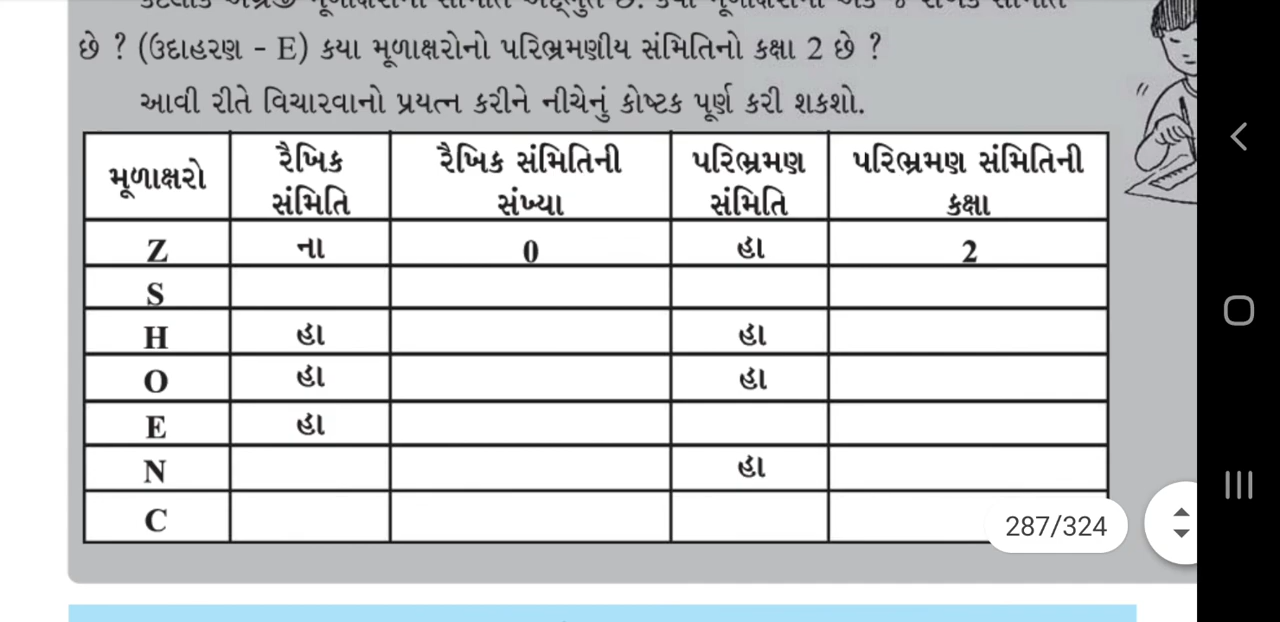 છે ? (ઉદાહરણ - E) કયા મૂળાક્ષરોનો પરિભ્રમણીય સંમિતિનો કક્ષા 2 છે ?
આવી રીતે વિચારવાનો પ્રયત્ન કરીને નીચેનું કોષ્ટક પૂર્ણ કરી શકશો.
મૂળાક્ષરો રૈખિક સંમિતિ રૈખિક સંમિતિની સંખ્યા પરિભ્રમણ સંમિતિ પરિભ્રમણ સંમિતિની કક્ષા
Z ના 0 હા 2
S
H હા હા
O હા હા
E હા
N હા
C
287/324